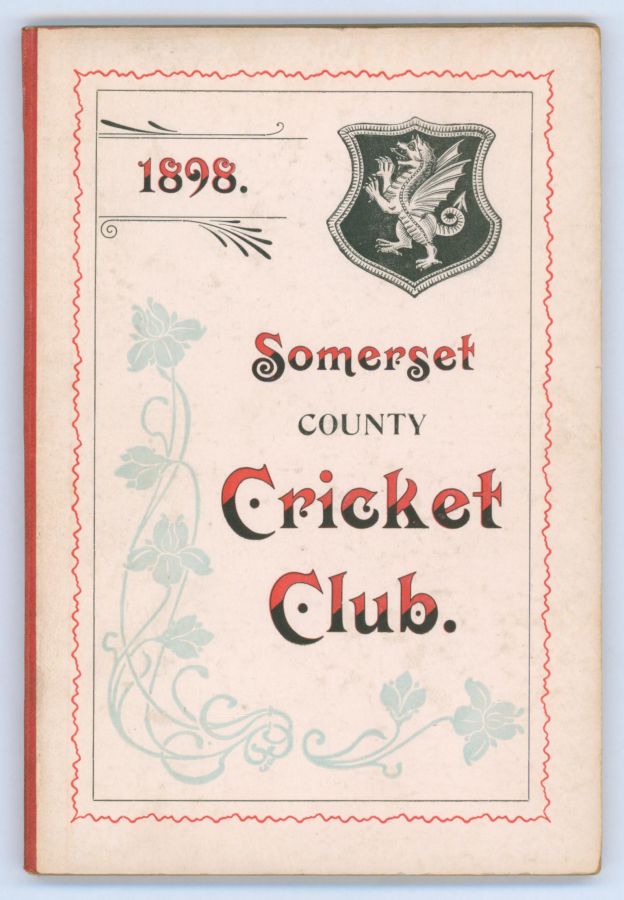 1898.
Somerset
COUNTY
Cricket
Club.